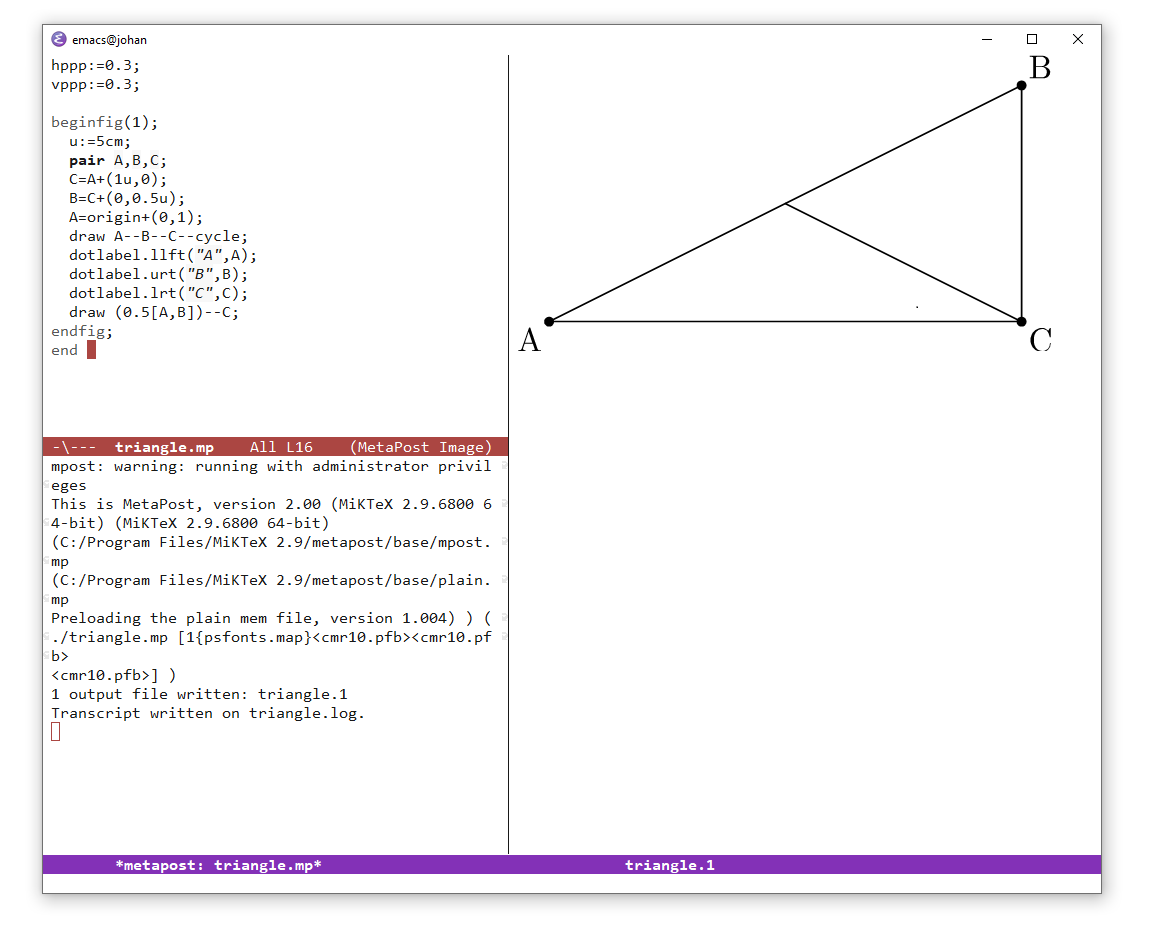 emacs@johan
hppp:=0.3;
vppp:=0.3;
beginfig(1);
u:=5cm;
pair A,B,C;
C=A+(1u,0);
B=C+(0,0.5u);
A=origin+(0,1);
draw A--B--C--cycle;
dotlabel.llft("A",A);
dotlabel.urt("B",B);
dotlabel.lrt("C",C);
draw (0.5[A,B])--C;
endfig;
end
-\--- triangle.mp All L16 (MetaPost Image)
mpost: warning: running with administrator privil
eges
This is MetaPost, version 2.00 (MiKTeX 2.9.6800 6
4-bit) (MiKTeX 2.9.6800 64-bit)
(C:/Program Files/MiKTeX 2.9/metapost/base/mpost.
mp
(C:/Program Files/MiKTeX 2.9/metapost/base/plain.
mp
Preloading the plain mem file, version 1.004) ) (
./triangle.mp [1{psfonts.map}<cmr10.pfb><cmr10.pf
b>
<cmr10.pfb>] )
1 output file written: triangle.1
Transcript written on triangle.log.
*metapost: triangle.mp*
B
A
C
triangle.1